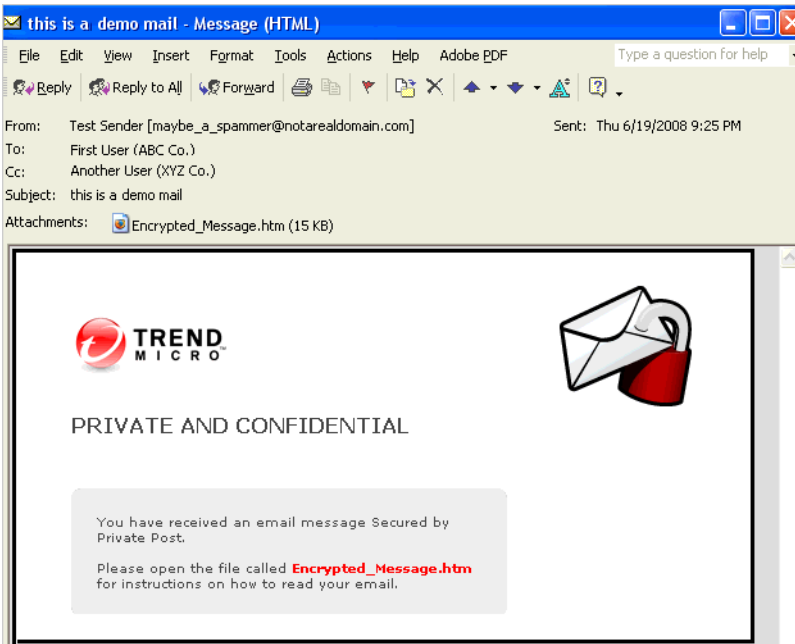 this is a demo mail - Message (HTML)
File Edit View Insert Format Tools Actions Help Adobe PDF Type a question for help
Reply Reply to All Forward
From: Test Sender [maybe_a_spammer@notarealdomain.com] Sent: Thu 6/19/2008 9:25 PM
To: First User (ABC Co.)
Cc: Another User (XYZ Co.)
Subject: this is a demo mail
Attachments: Encrypted_Message.htm (15 KB)
TREND
MICRO™
PRIVATE AND CONFIDENTIAL
You have received an email message Secured by
Private Post.
Please open the file called Encrypted_Message.htm
for instructions on how to read your email.